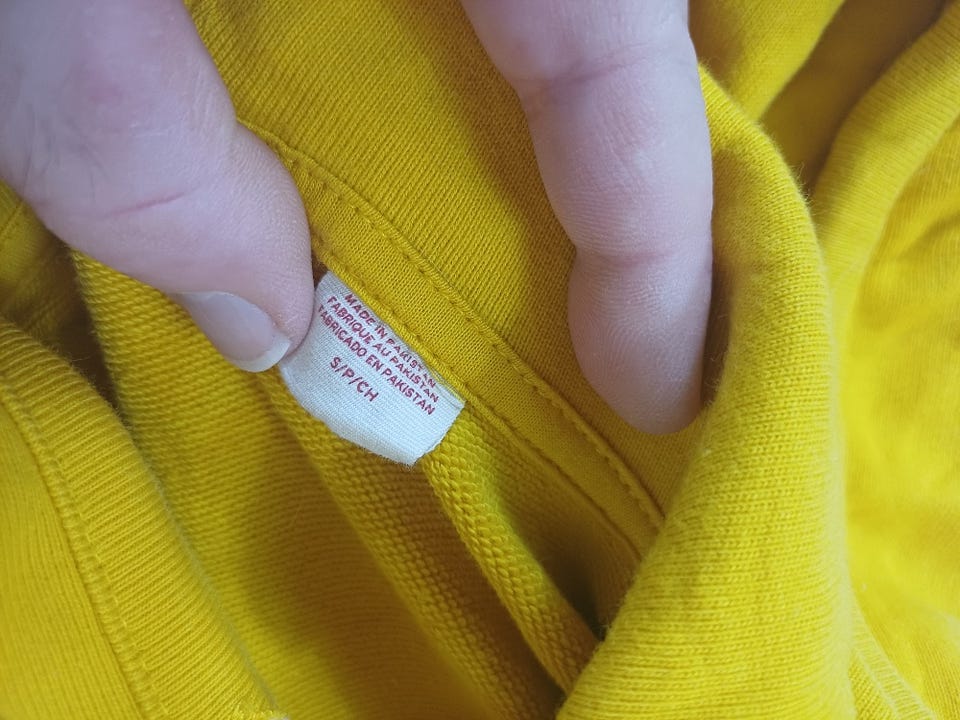 MADE IN PAKISTAN
FABRIQUE AU PAKISTAN
FABRICADO EN PAKISTAN
S/P/CH